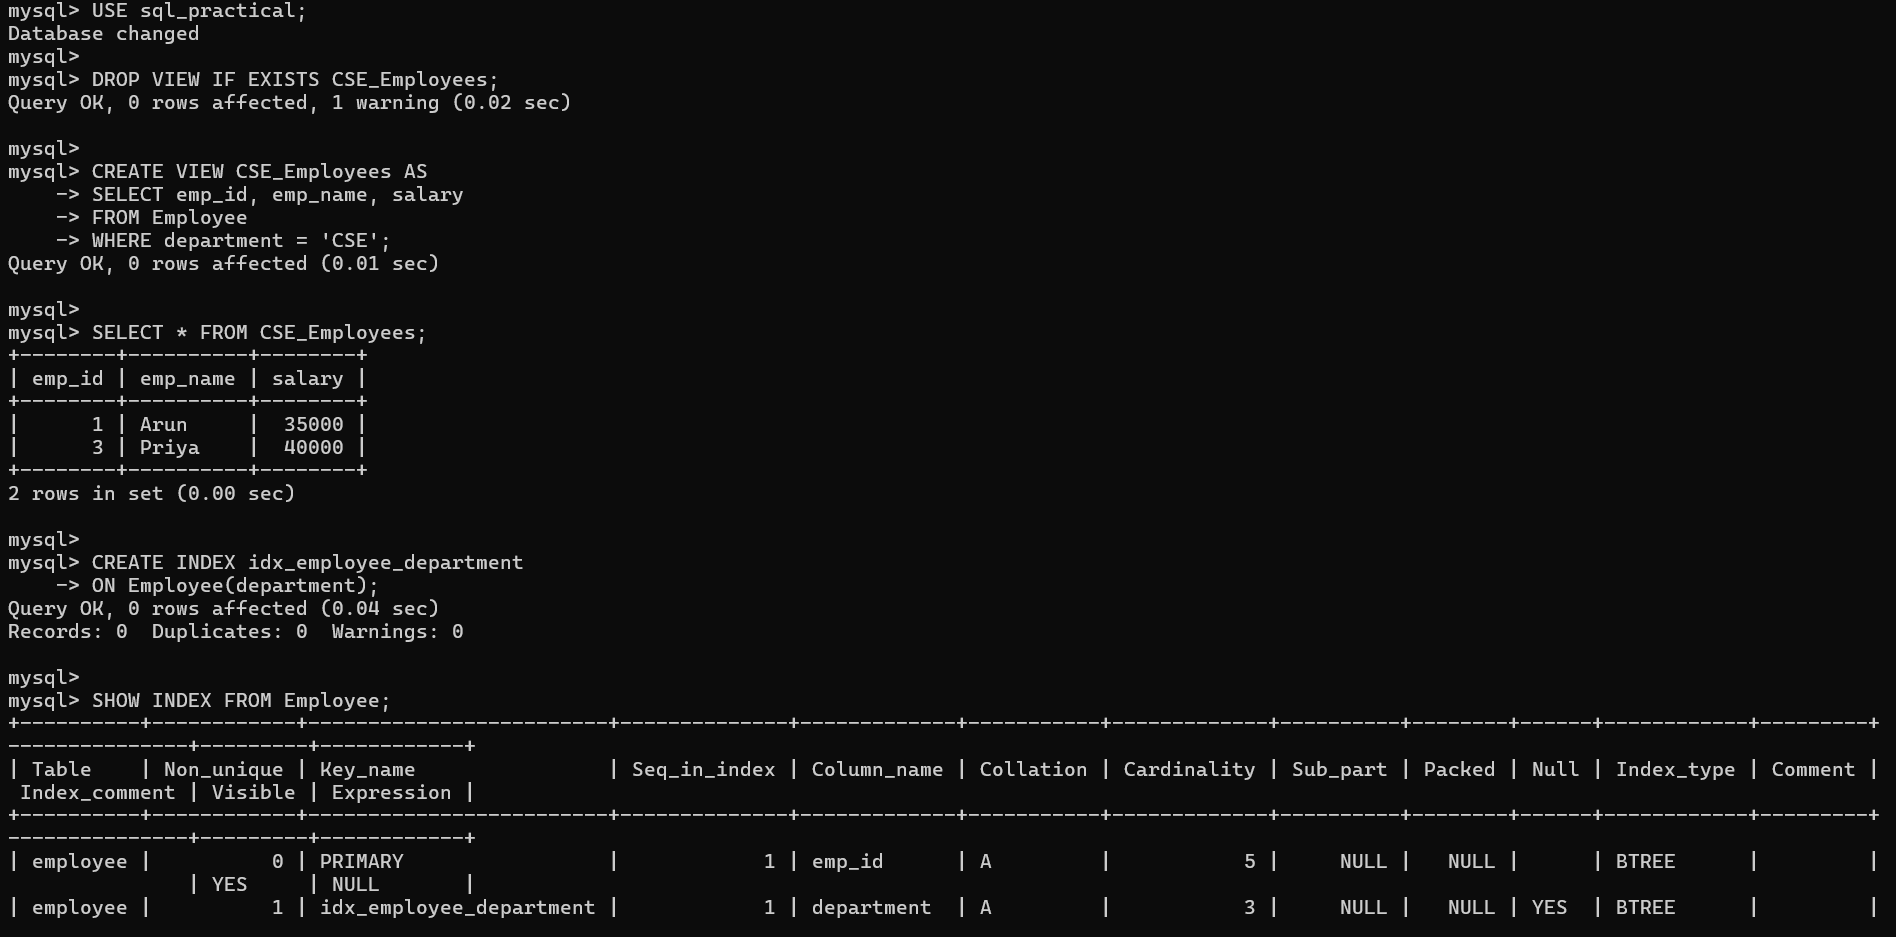 mysql> USE sql_practical;
Database changed
mysql>
mysql> DROP VIEW IF EXISTS CSE_Employees;
Query OK, 0 rows affected, 1 warning (0.02 sec)

mysql>
mysql> CREATE VIEW CSE_Employees AS
    -> SELECT emp_id, emp_name, salary
    -> FROM Employee
    -> WHERE department = 'CSE';
Query OK, 0 rows affected (0.01 sec)

mysql>
mysql> SELECT * FROM CSE_Employees;
+--------+----------+--------+
| emp_id | emp_name | salary |
+--------+----------+--------+
|      1 | Arun     |  35000 |
|      3 | Priya    |  40000 |
+--------+----------+--------+
2 rows in set (0.00 sec)

mysql>
mysql> CREATE INDEX idx_employee_department
    -> ON Employee(department);
Query OK, 0 rows affected (0.04 sec)
Records: 0  Duplicates: 0  Warnings: 0

mysql>
mysql> SHOW INDEX FROM Employee;
+----------+------------+-------------------------+--------------+-------------+-----------+-------------+----------+--------+------+------------+---------+
---------------+---------+------------+
| Table    | Non_unique | Key_name                | Seq_in_index | Column_name | Collation | Cardinality | Sub_part | Packed | Null | Index_type | Comment |
 Index_comment | Visible | Expression |
+----------+------------+-------------------------+--------------+-------------+-----------+-------------+----------+--------+------+------------+---------+
---------------+---------+------------+
| employee |          0 | PRIMARY                 |            1 | emp_id      | A         |           5 |     NULL |   NULL |      | BTREE      |         |
               | YES     | NULL       |
| employee |          1 | idx_employee_department |            1 | department  | A         |           3 |     NULL |   NULL | YES  | BTREE      |         |